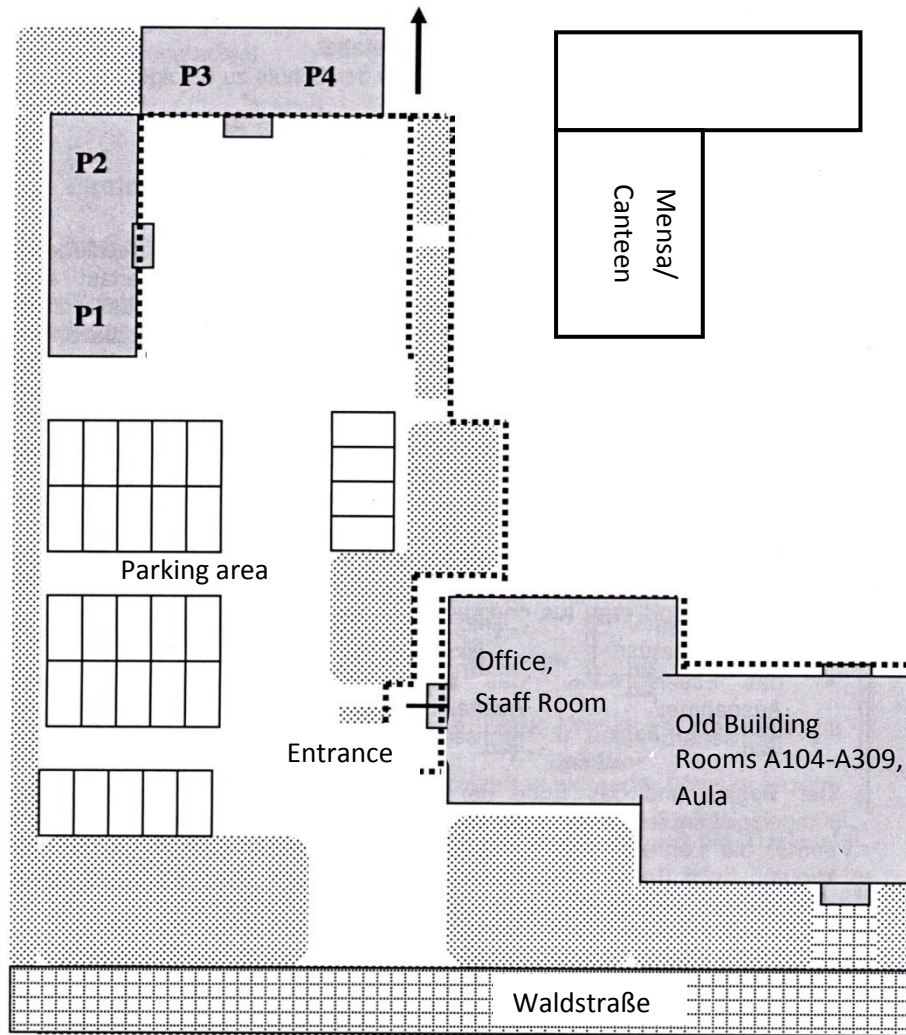 P3
P4
P2
P1
Mensa/
Canteen
Parking area
Office,
Staff Room
Entrance
Old Building
Rooms A104-A309,
Aula
Waldstraße